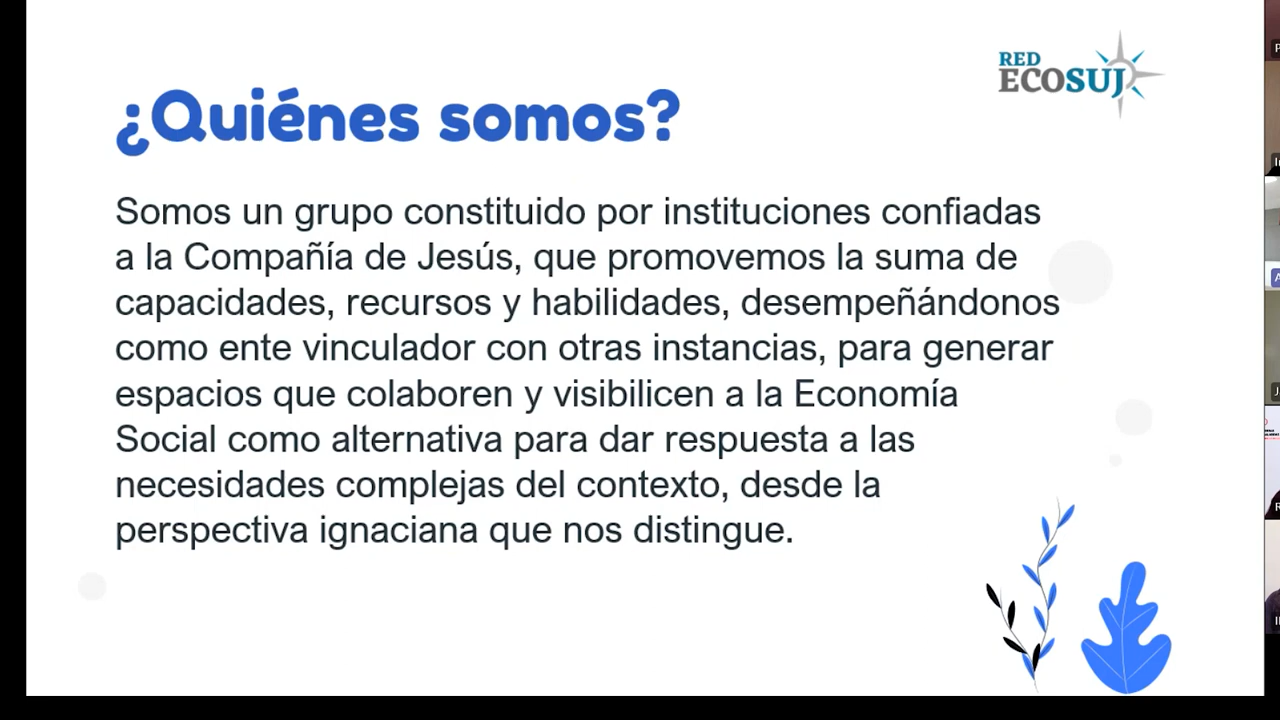 RED
ECOSUJ
¿Quiénes somos?
Somos un grupo constituido por instituciones confiadas
a la Compañía de Jesús, que promovemos la suma de
capacidades, recursos y habilidades, desempeñándonos
como ente vinculador con otras instancias, para generar
espacios que colaboren y visibilicen a la Economía
Social como alternativa para dar respuesta a las
necesidades complejas del contexto, desde la
perspectiva ignaciana que nos distingue.